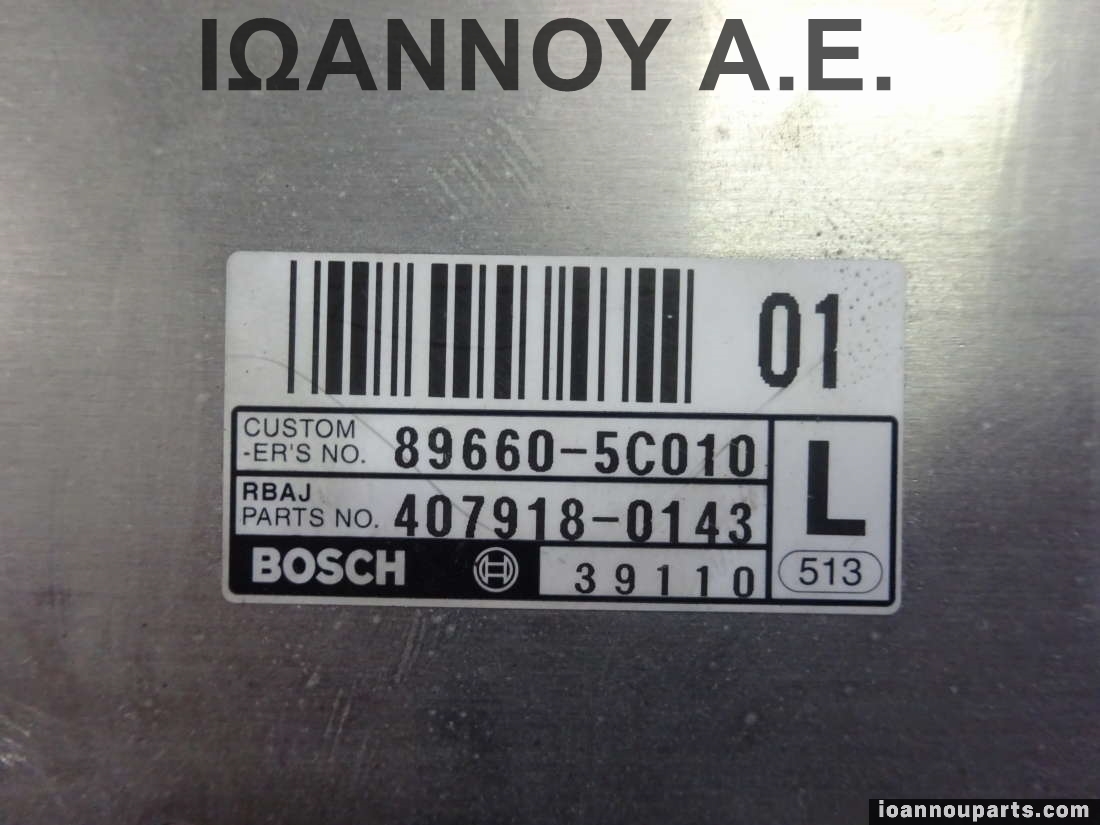 ΙΩΑΝΝΟΥ Α.Ε.
01
CUSTOM
-ER'S NO. 89660-5C010
RBAJ
PARTS NO. 407918-0143
L
BOSCH 39110
513
ioannouparts.com